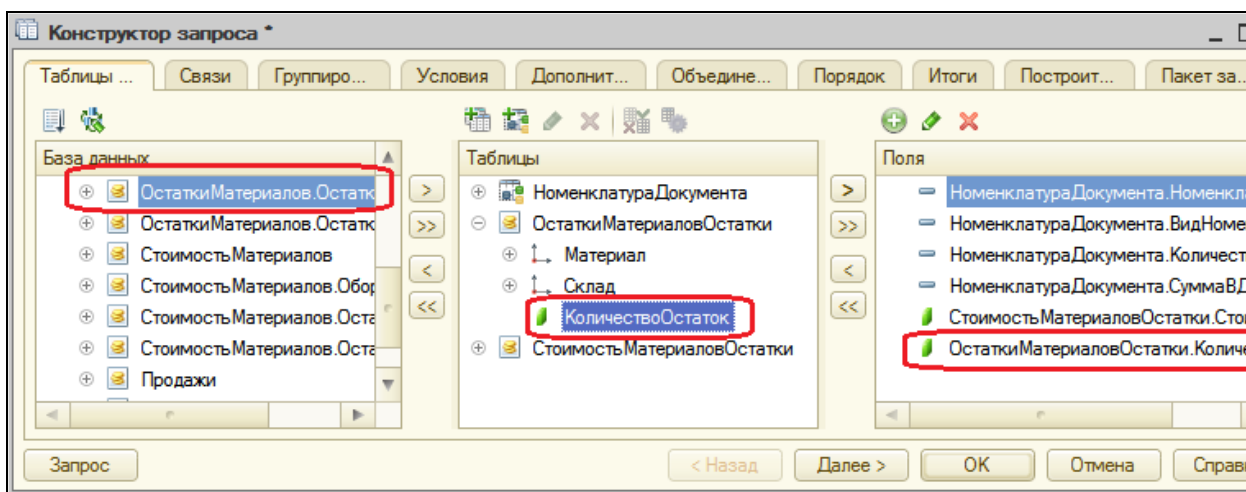 Конструктор запроса *
Таблицы ... Связи Группиро... Условия Дополнит... Объедине... Порядок Итоги Построит... Пакет за...
База данных Таблицы Поля
ОстаткиМатериалов.Остатк НоменклатураДокумента НоменклатураДокумента.Номенкл
ОстаткиМатериалов.Остатк ОстаткиМатериаловОстатки НоменклатураДокумента.ВидНоме
СтоимостьМатериалов Материал НоменклатураДокумента.Количест
СтоимостьМатериалов.Обор Склад НоменклатураДокумента.СуммаВД
СтоимостьМатериалов.Оста КоличествоОстаток СтоимостьМатериаловОстатки.Стои
СтоимостьМатериалов.Оста СтоимостьМатериаловОстатки ОстаткиМатериаловОстатки.Количе
Продажи
Запрос < Назад Далее > OK Отмена Справ